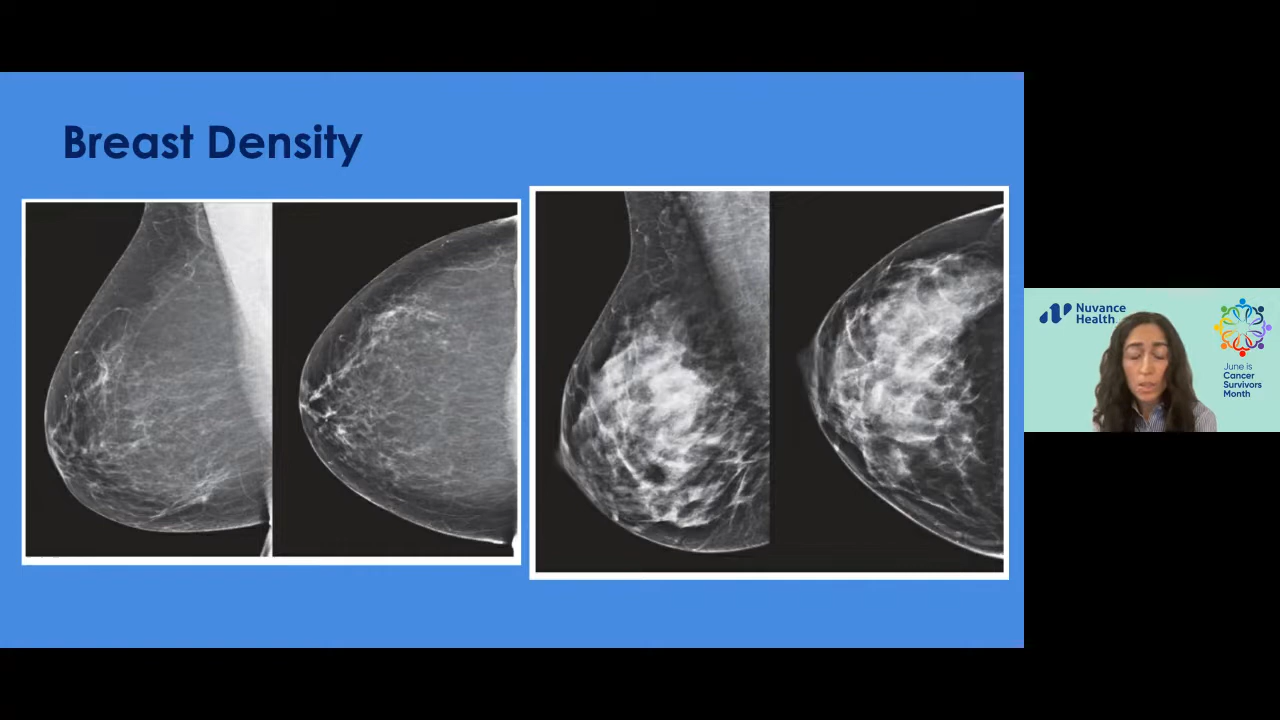 Breast Density
Nuvance
Health
June is
Cancer
Survivors
Month